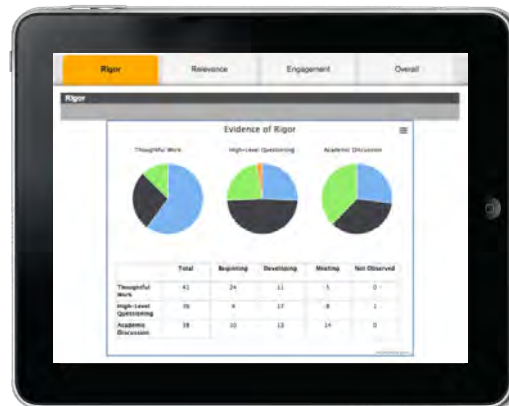 Rigor Relevance Engagement Overall
Rigor
Evidence of Rigor
Thoughtful Work High-Level Questioning Academic Discussion
Total Beginning Developing Meeting Not Observed
Thoughtful 24 11 5 0
Work
High-Level 4 17 8 1
Questioning
Academic 38 10 13 14 0
Discussion